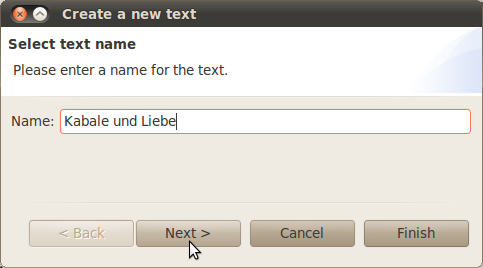 Create a new text
Select text name
Please enter a name for the text.
Name: Kabale und Liebe
< Back Next > Cancel Finish